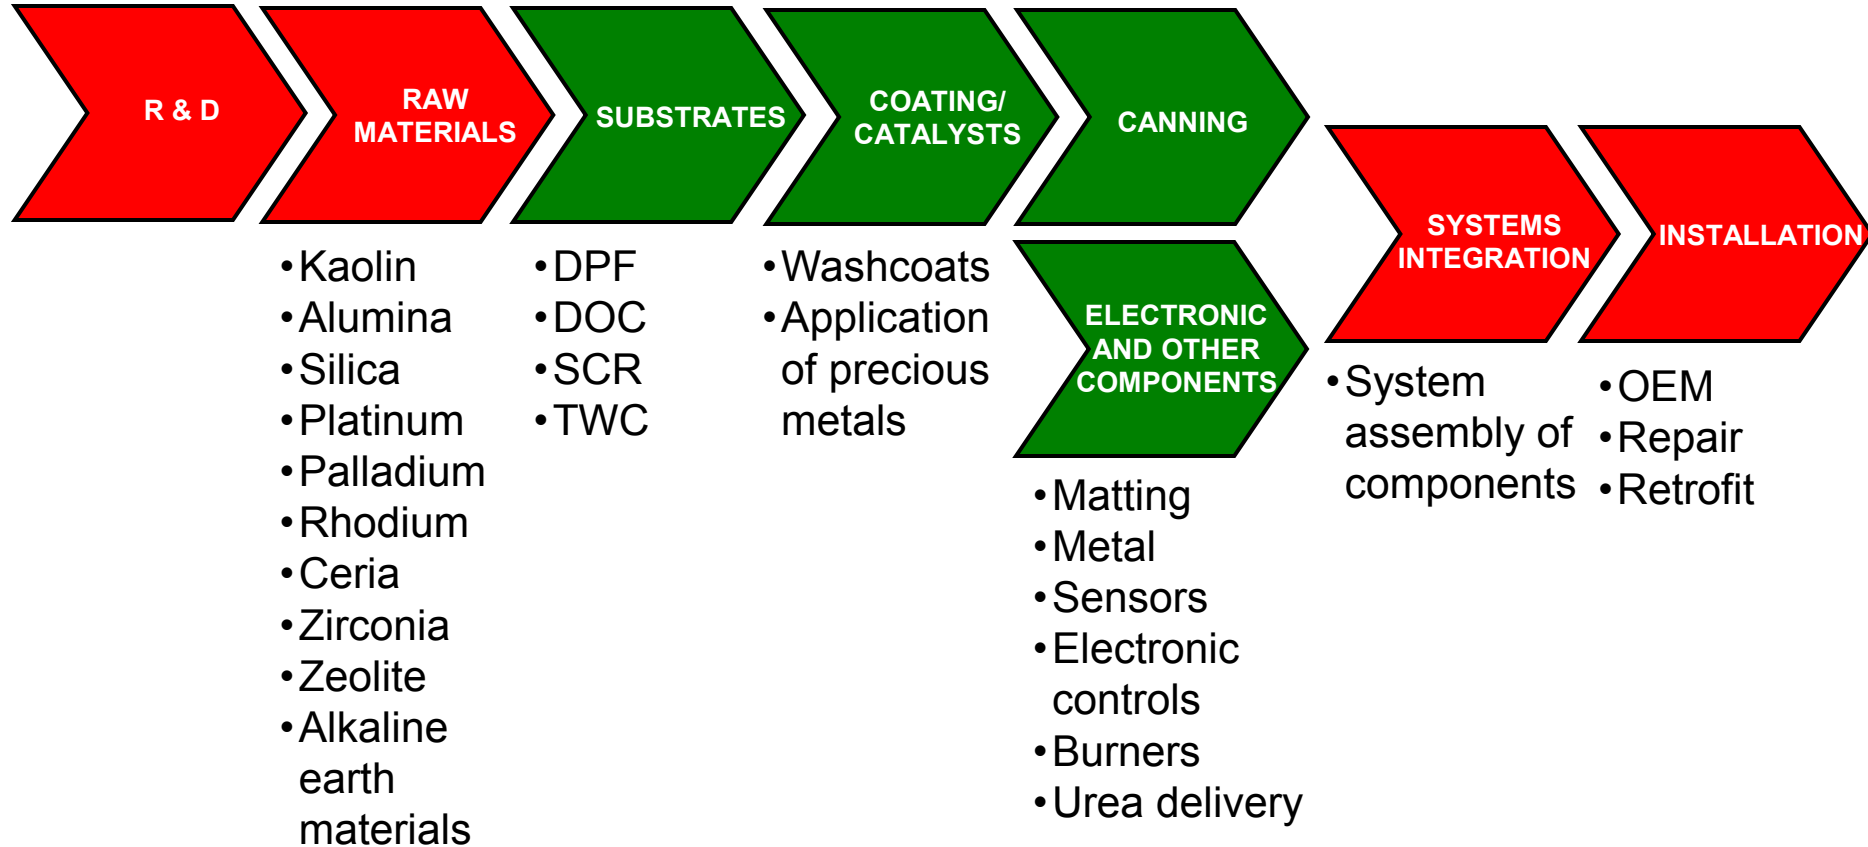 R & D
RAW
MATERIALS
SUBSTRATES
COATING/
CATALYSTS
CANNING
ELECTRONIC
AND OTHER
COMPONENTS
SYSTEMS
INTEGRATION
INSTALLATION
•Kaolin
•Alumina
•Silica
•Platinum
•Palladium
•Rhodium
•Ceria
•Zirconia
•Zeolite
•Alkaline
earth
materials
•DPF
•DOC
•SCR
•TWC
•Washcoats
•Application
of precious
metals
•Matting
•Metal
•Sensors
•Electronic
controls
•Burners
•Urea delivery
•System
assembly of
components
•OEM
•Repair
•Retrofit